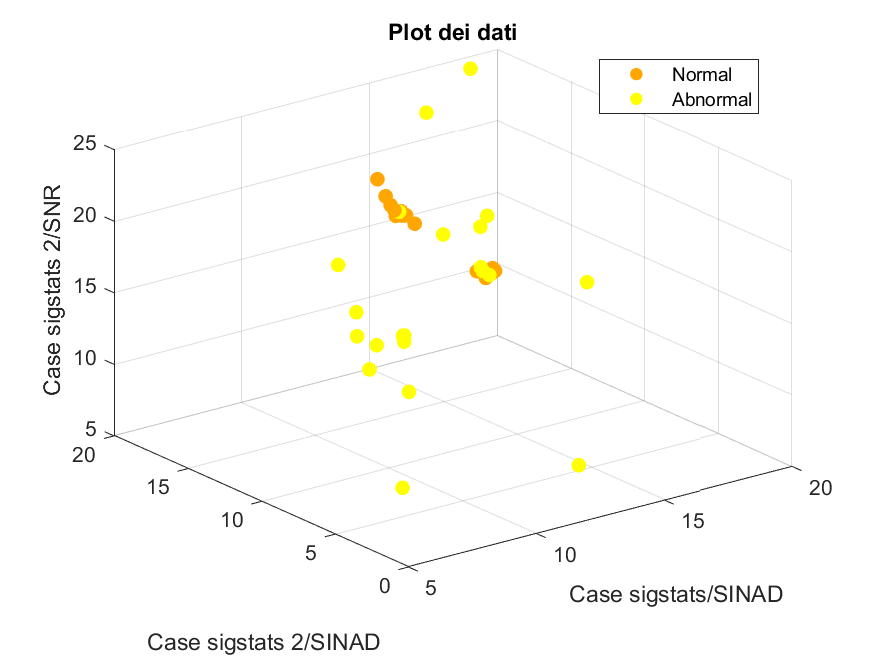 Plot dei dati
Normal
Abnormal
Case sigstats 2/SNR
25
20
15
10
5
20
15
10
5
0
5
10
15
20
Case sigstats/SINAD
Case sigstats 2/SINAD